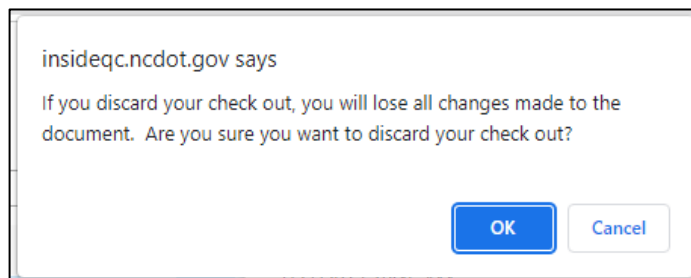 insideqc.ncdot.gov says
If you discard your check out, you will lose all changes made to the
document.  Are you sure you want to discard your check out?
OK
Cancel